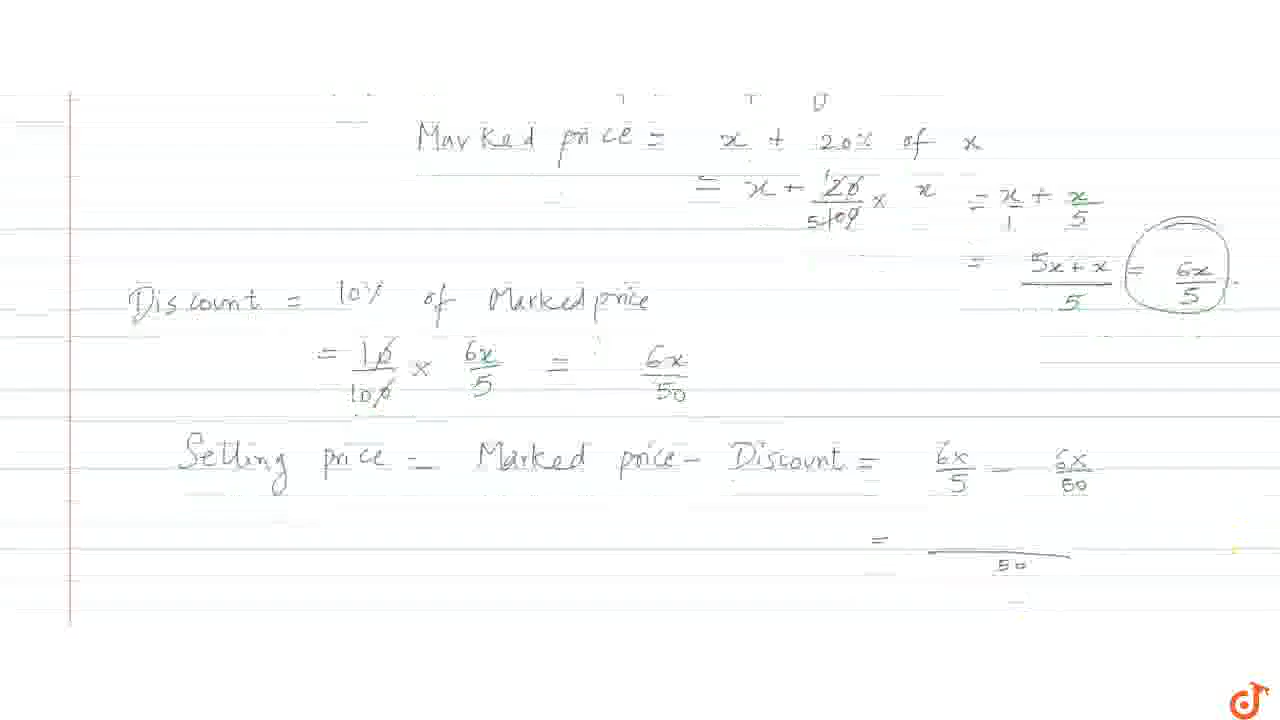 Marked price = x + 20% of x
= x + 20/100 × x = x/1 + x/5
= 5x + x/5 = 6x/5
Discount = 10% of Marked price
= 10/100 × 6x/5 = 6x/50
Selling price = Marked price - Discount = 6x/5 - 6x/50
= /50